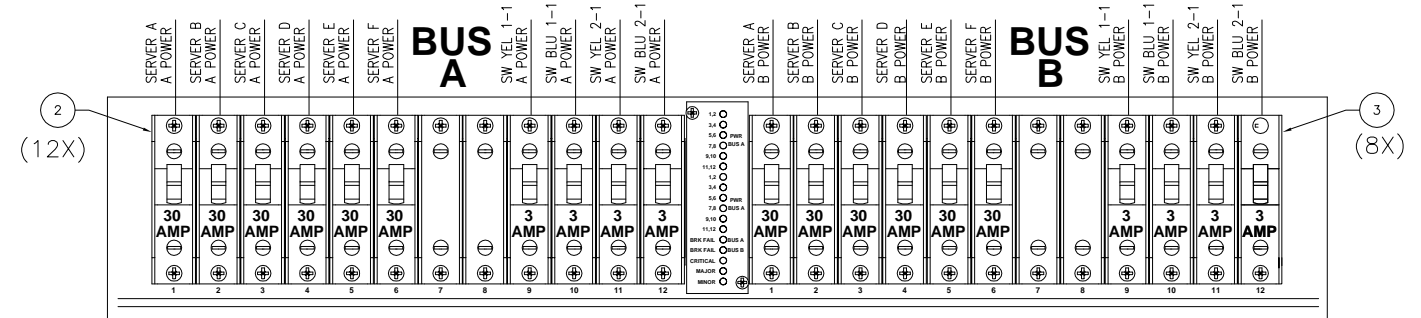 SERVER A
A POWER
SERVER B
A POWER
SERVER C
A POWER
SERVER D
A POWER
SERVER E
A POWER
SERVER F
A POWER
BUS
A
SW YEL 1-1
A POWER
SW BLU 1-1
A POWER
SW YEL 2-1
A POWER
SW BLU 2-1
A POWER
SERVER A
B POWER
SERVER B
B POWER
SERVER C
B POWER
SERVER D
B POWER
SERVER E
B POWER
SERVER F
B POWER
BUS
B
SW YEL 1-1
B POWER
SW BLU 1-1
B POWER
SW YEL 2-1
B POWER
SW BLU 2-1
B POWER
2
(12X)
30
AMP
30
AMP
30
AMP
30
AMP
30
AMP
30
AMP
3
AMP
3
AMP
3
AMP
3
AMP
1 2 3 4 5 6 7 8 9 10 11 12
1,2
3,4
5,6 PWR
7,8 BUS A
9,10
11,12
1,2
3,4
5,6 PWR
7,8 BUS A
9,10
11,12
BRK FAIL BUS A
BRK FAIL BUS B
CRITICAL
MAJOR
MINOR
30
AMP
30
AMP
30
AMP
30
AMP
30
AMP
30
AMP
3
AMP
3
AMP
3
AMP
3
AMP
1 2 3 4 5 6 7 8 9 10 11 12
3
(8X)